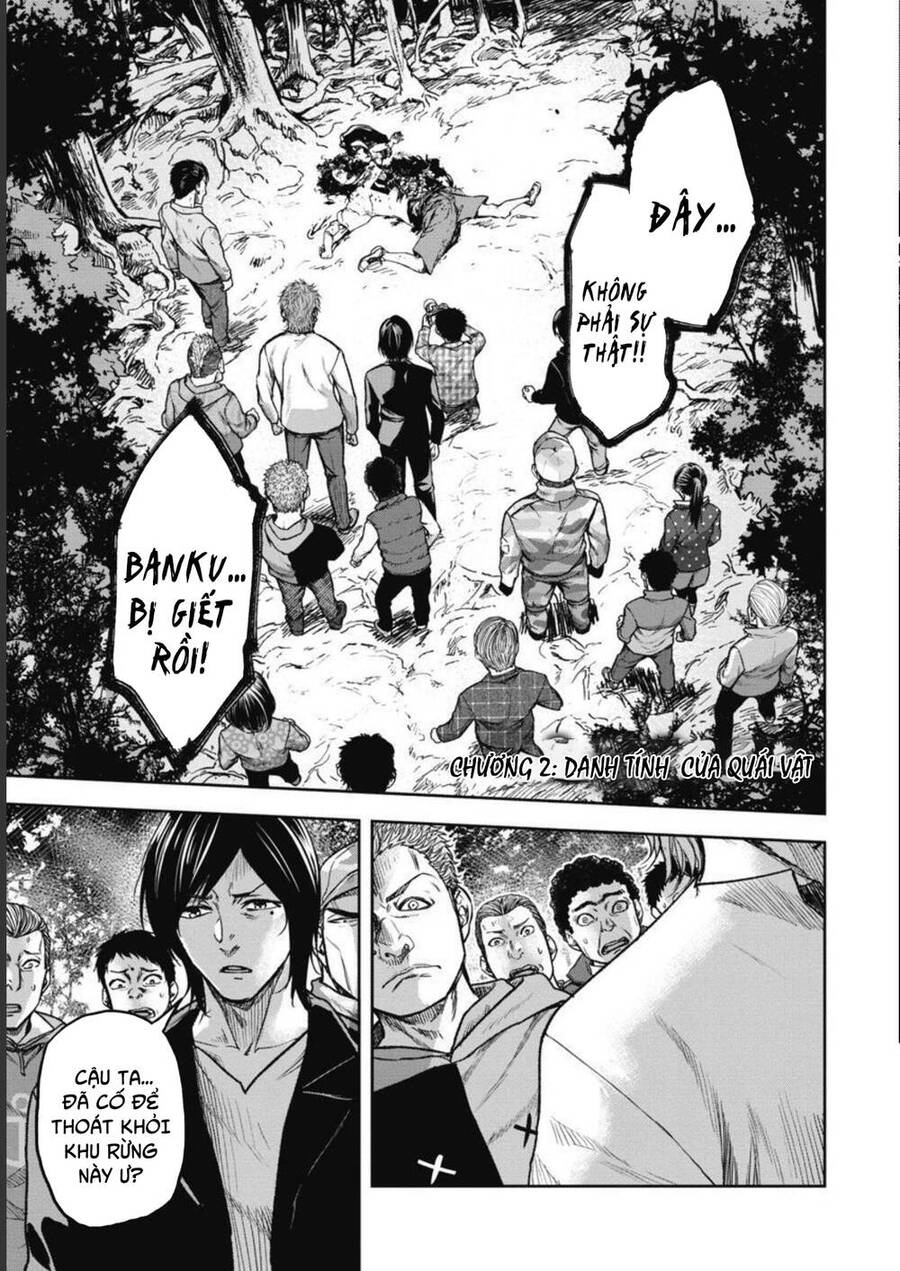 ĐÂY...
KHÔNG
PHẢI SỰ
THẬT!!
BANKU...
BỊ GIẾT
RỒI!
CHƯƠNG 2: DANH TÍNH CỦA QUÁI VẬT
CẬU TA...
ĐÃ CỐ ĐỂ
THOÁT KHỎI
KHU RỪNG
NÀY Ư?